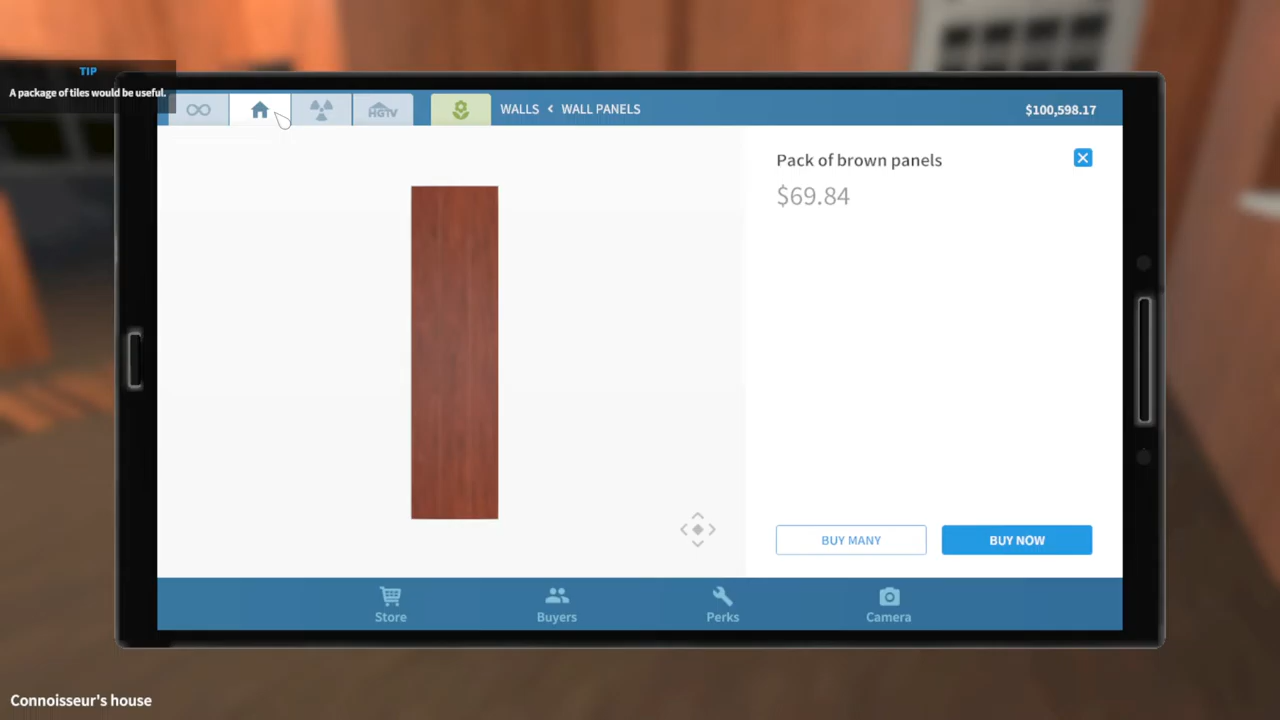 TIP
A package of tiles would be useful.
HGTV
WALLS < WALL PANELS
$100,598.17
Pack of brown panels
$69.84
BUY MANY
BUY NOW
Store
Buyers
Perks
Camera
Connoisseur's house